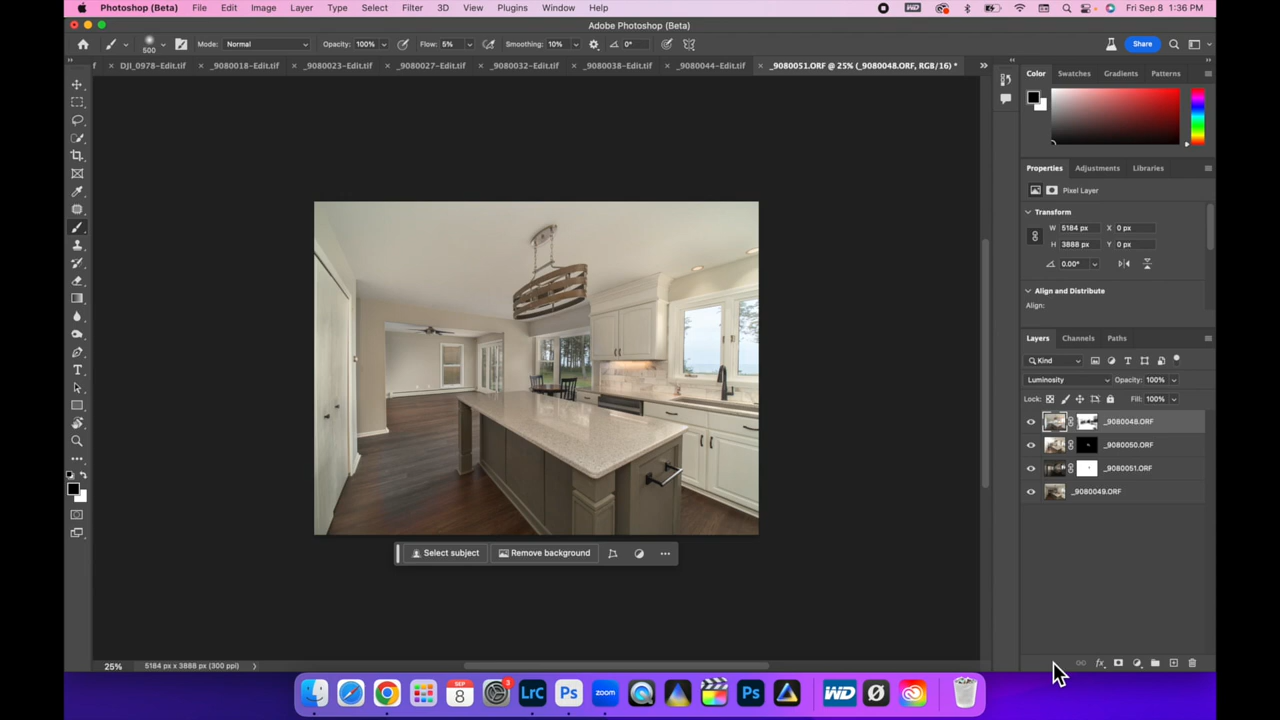 Photoshop (Beta) File Edit Image Layer Type Select Filter 3D View Plugins Window Help WD Fri Sep 8 1:36 PM
Adobe Photoshop (Beta)
500 Mode: Normal Opacity: 100% Flow: 5% Smoothing: 10% 0° Share
DJI_0978-Edit.tif _9080018-Edit.tif _9080023-Edit.tif _9080027-Edit.tif _9080032-Edit.tif _9080038-Edit.tif _9080044-Edit.tif _9080051.ORF @ 25% (_9080048.ORF, RGB/16) *
Color Swatches Gradients Patterns
Properties Adjustments Libraries
Pixel Layer
Transform
W 5184 px X 0 px
H 3888 px Y 0 px
0.00°
Align and Distribute
Align:
Layers Channels Paths
Kind
Luminosity Opacity: 100%
Lock: Fill: 100%
_9080048.ORF
_9080050.ORF
_9080051.ORF
_9080049.ORF
Select subject Remove background
25% 5184 px x 3888 px (300 ppi)
SEP
8 3 LrC Ps zoom Ps WD